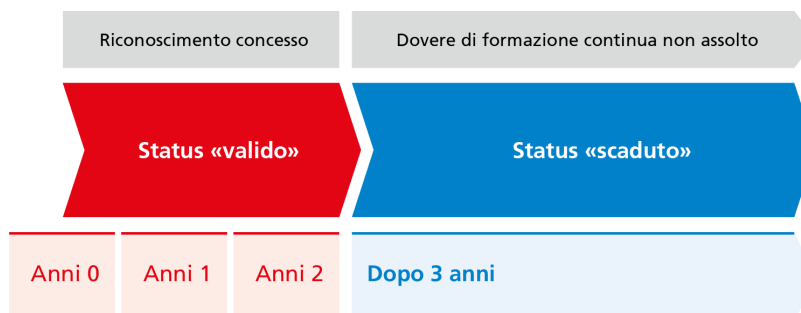 Riconoscimento concesso
Dovere di formazione continua non assolto
Status «valido»
Status «scaduto»
Anni 0
Anni 1
Anni 2
Dopo 3 anni